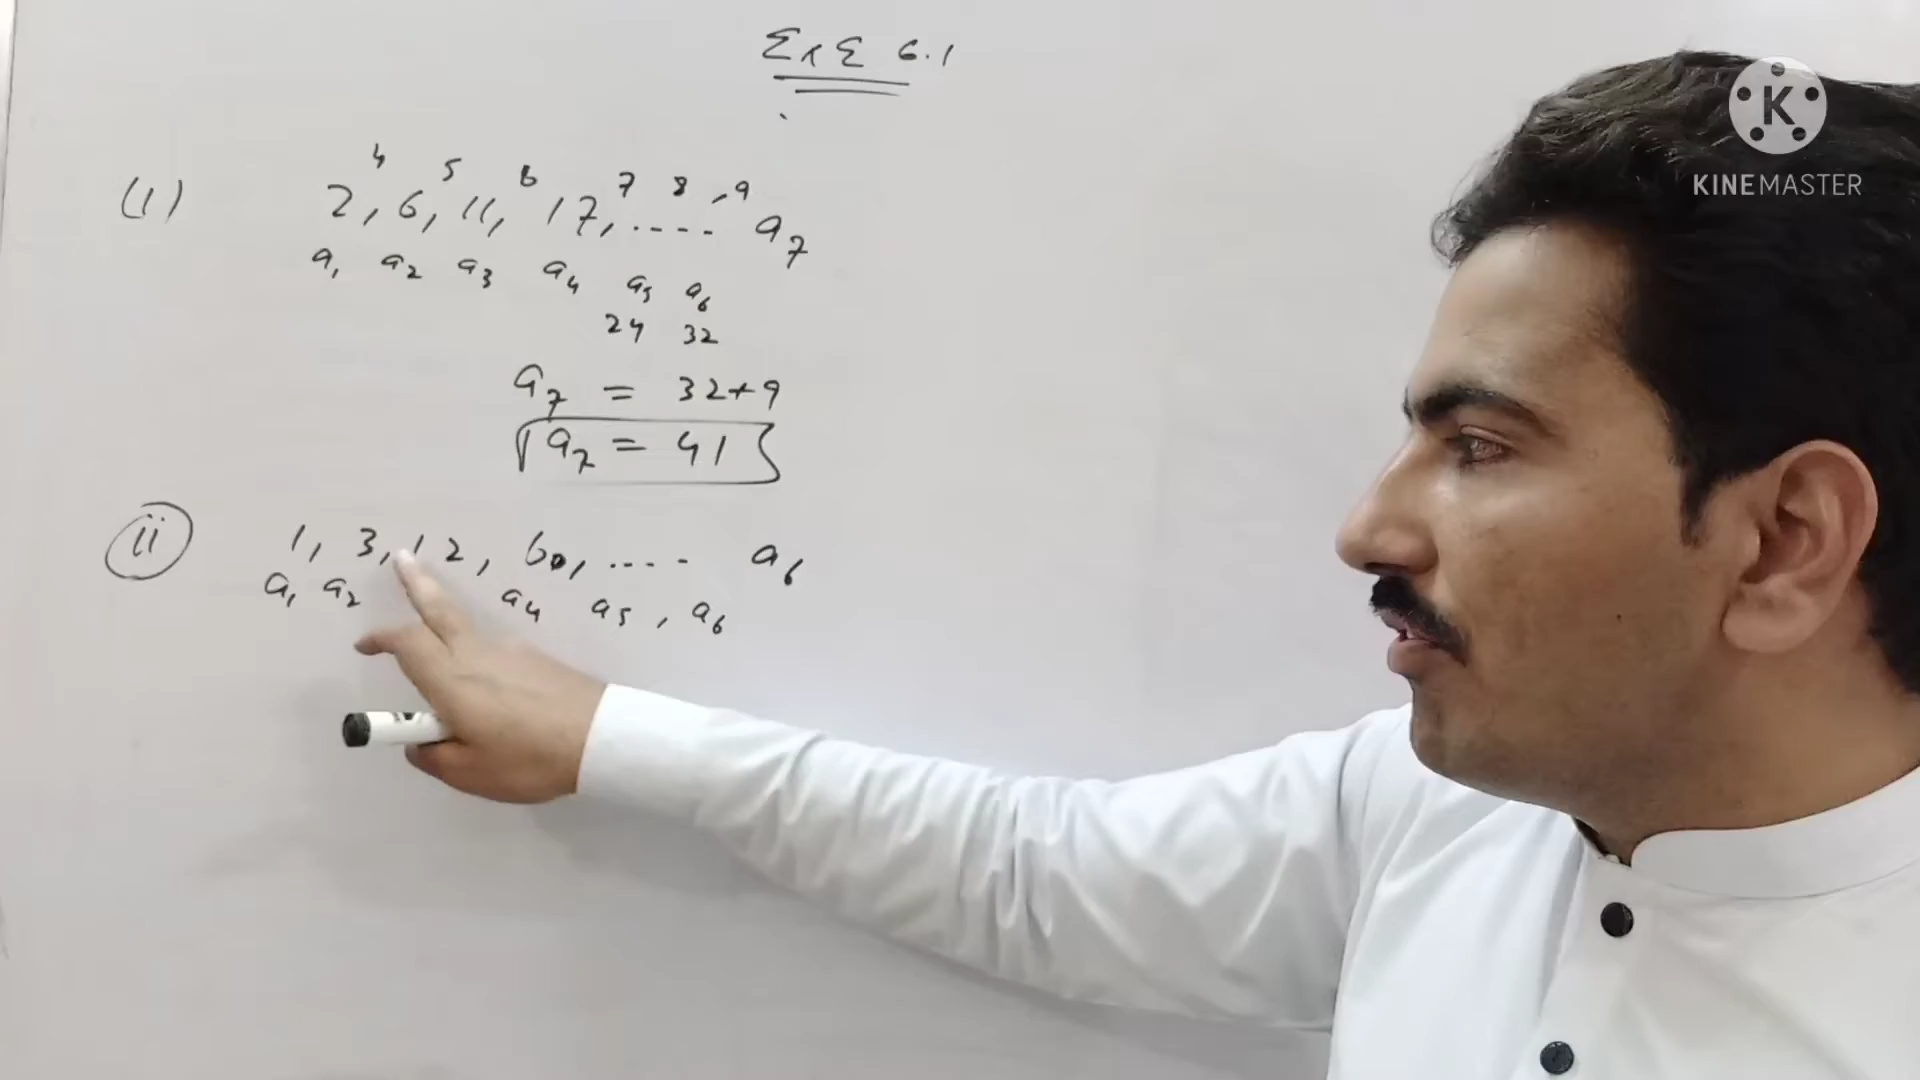 Exe 6.1
4 5 6 7 8 , 9
(i) 2, 6, 11, 17, .... a7
a1 a2 a3 a4 a5 a6
24 32
a7 = 32+9
a7 = 41
(ii) 1, 3, 12, 60, .... a6
a1 a2 a4 a5 , a6
K
KINEMASTER